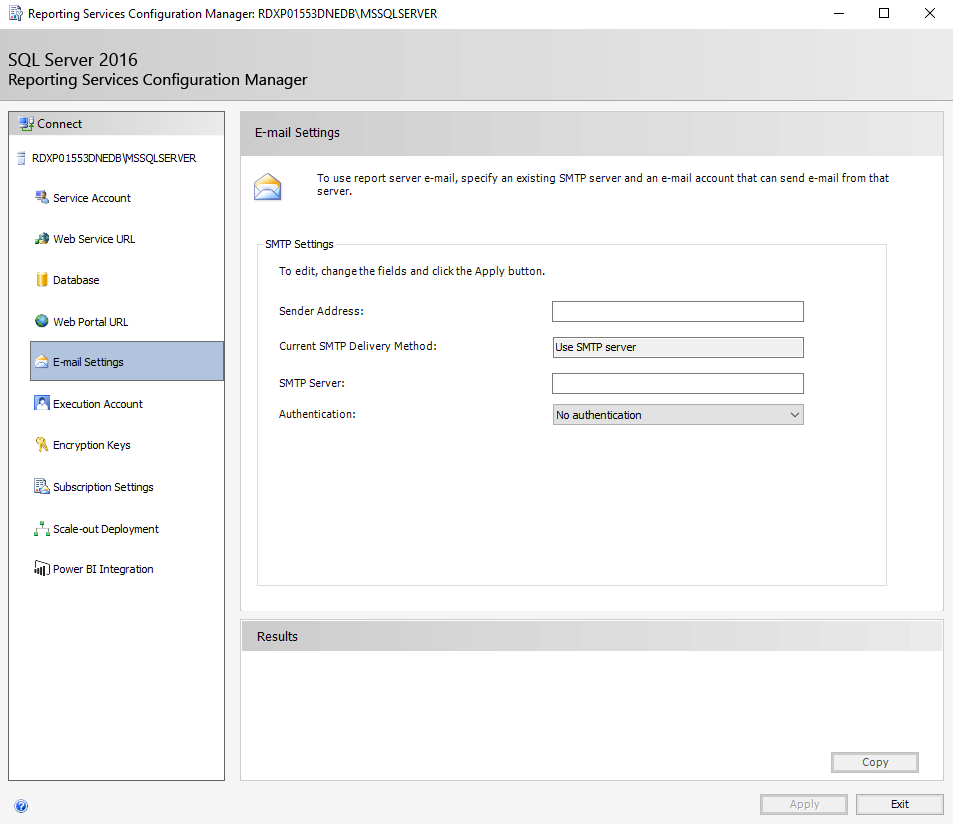 Reporting Services Configuration Manager: RDXP01553DNEDB\MSSQLSERVER
SQL Server 2016
Reporting Services Configuration Manager
Connect
RDXP01553DNEDB\MSSQLSERVER
Service Account
Web Service URL
Database
Web Portal URL
E-mail Settings
Execution Account
Encryption Keys
Subscription Settings
Scale-out Deployment
Power BI Integration
E-mail Settings
To use report server e-mail, specify an existing SMTP server and an e-mail account that can send e-mail from that
server.
SMTP Settings
To edit, change the fields and click the Apply button.
Sender Address:
Current SMTP Delivery Method:
Use SMTP server
SMTP Server:
Authentication:
No authentication
Results
Copy
Apply
Exit